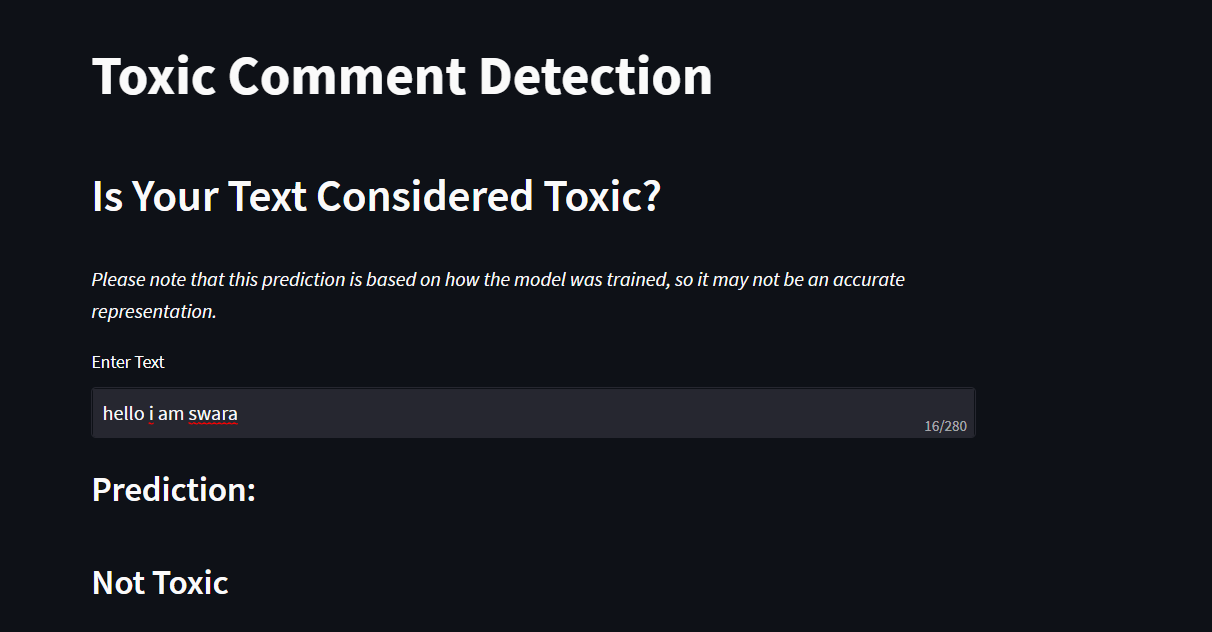 Toxic Comment Detection
Is Your Text Considered Toxic?
Please note that this prediction is based on how the model was trained, so it may not be an accurate
representation.
Enter Text
hello i am swara
16/280
Prediction:
Not Toxic